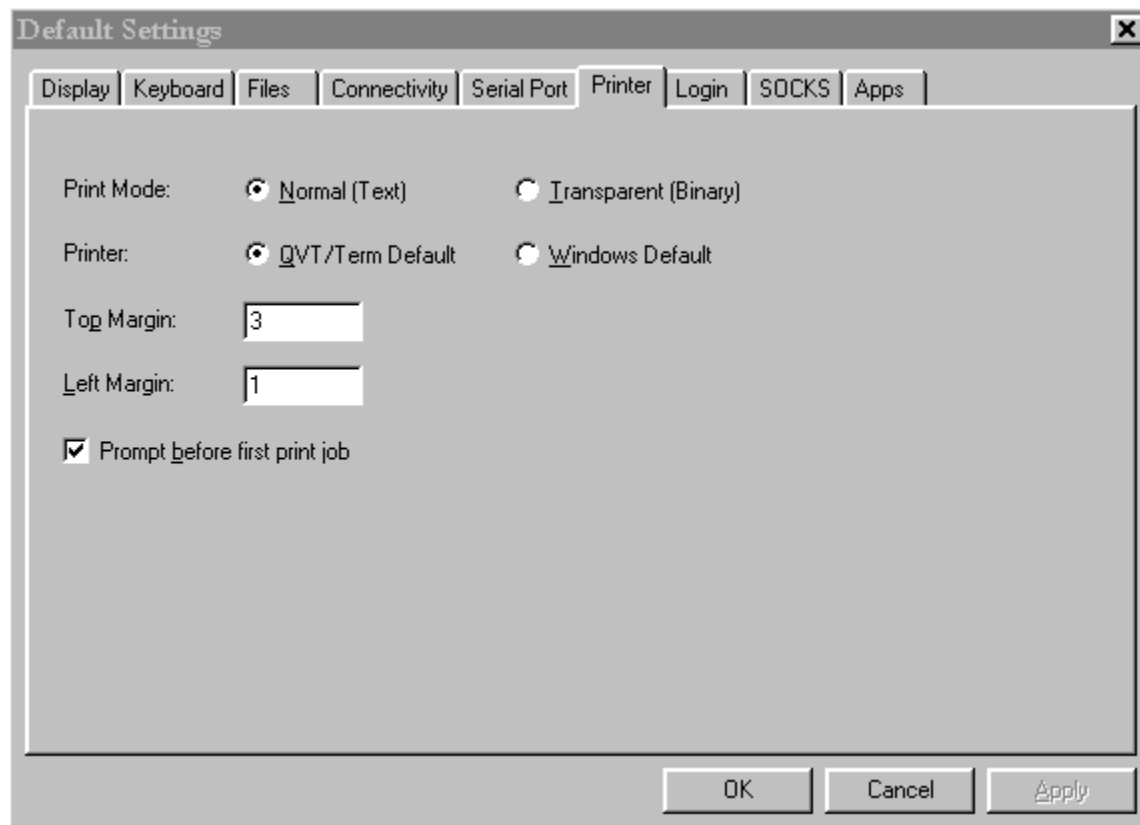 Default Settings
Display Keyboard Files Connectivity Serial Port Printer Login SOCKS Apps
Print Mode: Normal (Text) Transparent (Binary)
Printer: QVT/Term Default Windows Default
Top Margin: 3
Left Margin: 1
Prompt before first print job
OK Cancel Apply